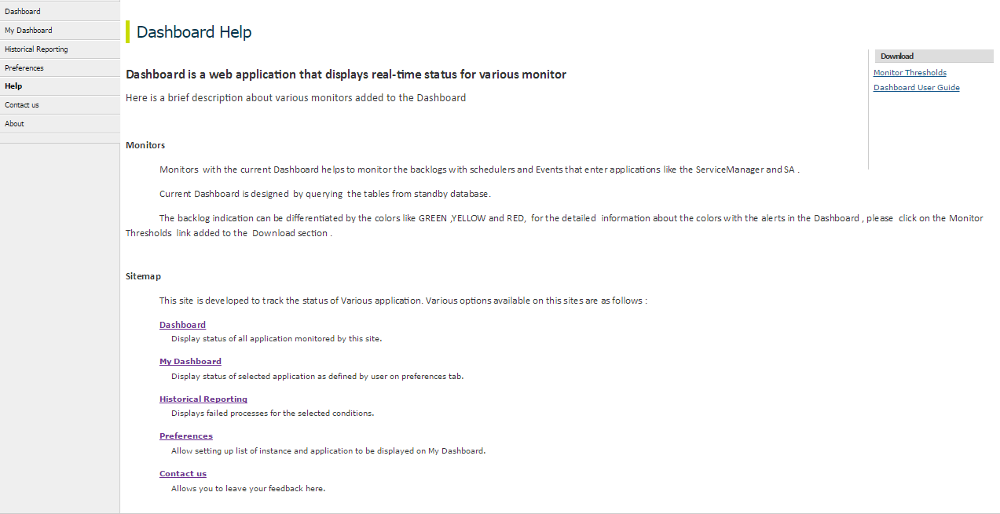 Dashboard
My Dashboard
Historical Reporting
Preferences
Help
Contact us
About
Dashboard Help
Dashboard is a web application that displays real-time status for various monitor
Here is a brief description about various monitors added to the Dashboard
Download
Monitor Thresholds
Dashboard User Guide
Monitors
Monitors with the current Dashboard helps to monitor the backlogs with schedulers and Events that enter applications like the ServiceManager and SA .
Current Dashboard is designed by querying the tables from standby database.
The backlog indication can be differentiated by the colors like GREEN ,YELLOW and RED, for the detailed information about the colors with the alerts in the Dashboard , please click on the Monitor
Thresholds link added to the Download section .
Sitemap
This site is developed to track the status of Various application. Various options available on this sites are as follows :
Dashboard
Display status of all application monitored by this site.
My Dashboard
Display status of selected application as defined by user on preferences tab.
Historical Reporting
Displays failed processes for the selected conditions.
Preferences
Allow setting up list of instance and application to be displayed on My Dashboard.
Contact us
Allows you to leave your feedback here.